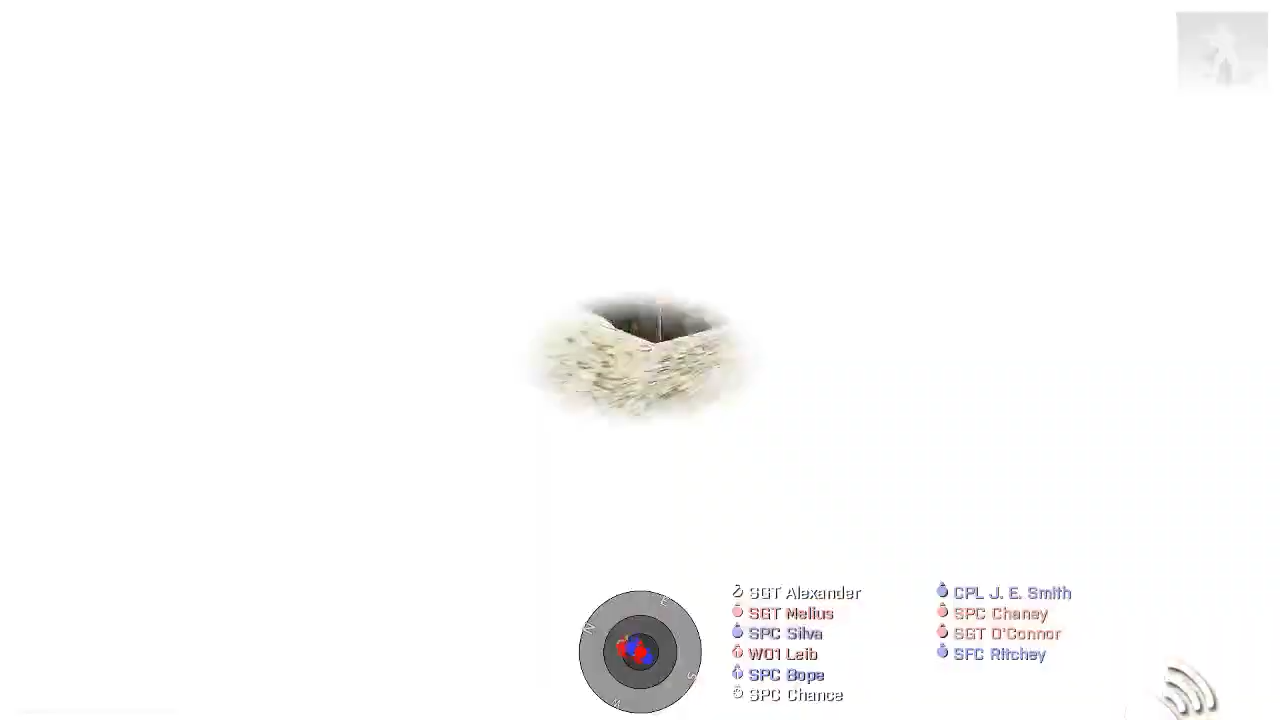 SGT Alexander
SGT Melius
SPC Silva
WO1 Leib
SPC Bope
SPC Chance
CPL J. E. Smith
SPC Chaney
SGT O'Connor
SFC Ritchey
E
N
S
W